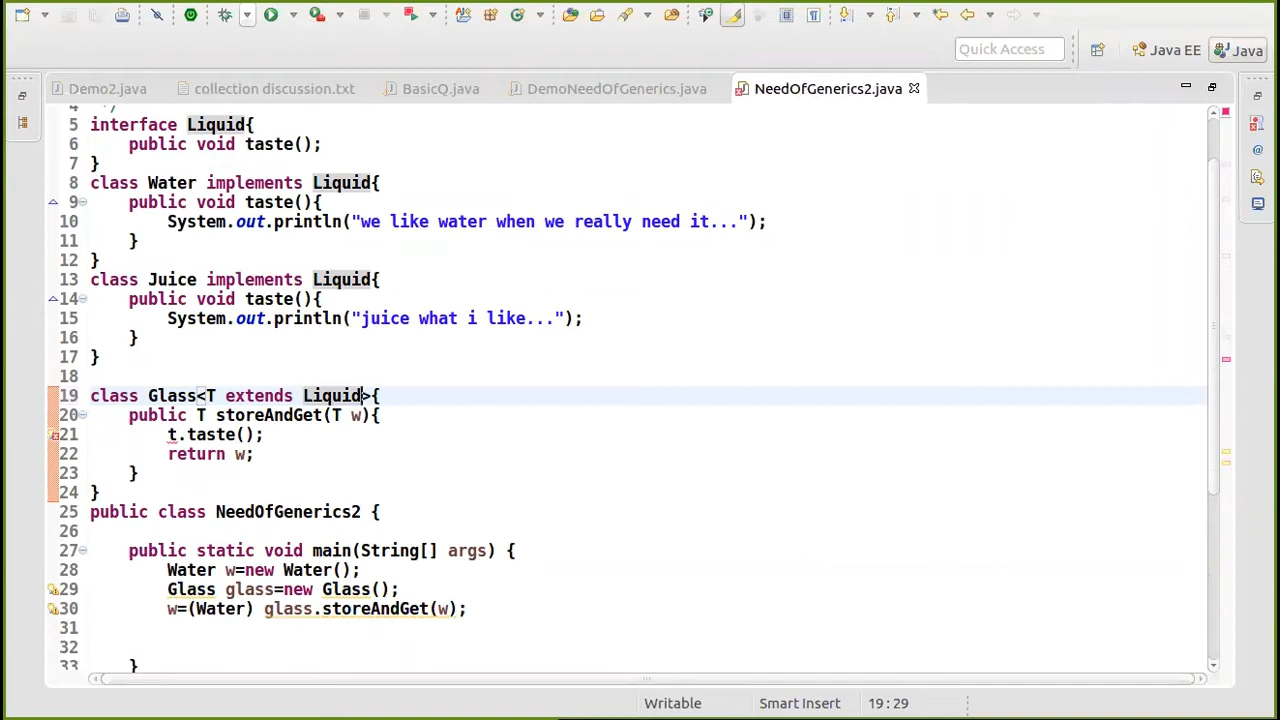 Quick Access
Java EE
Java
Demo2.java
collection discussion.txt
BasicQ.java
DemoNeedOfGenerics.java
NeedOfGenerics2.java
4 */
5 interface Liquid{
6 public void taste();
7 }
8 class Water implements Liquid{
9 public void taste(){
10 System.out.println("we like water when we really need it...");
11 }
12 }
13 class Juice implements Liquid{
14 public void taste(){
15 System.out.println("juice what i like...");
16 }
17 }
18
19 class Glass<T extends Liquid>{
20 public T storeAndGet(T w){
21 t.taste();
22 return w;
23 }
24 }
25 public class NeedOfGenerics2 {
26
27 public static void main(String[] args) {
28 Water w=new Water();
29 Glass glass=new Glass();
30 w=(Water) glass.storeAndGet(w);
31
32
33 }
Writable
Smart Insert
19:29